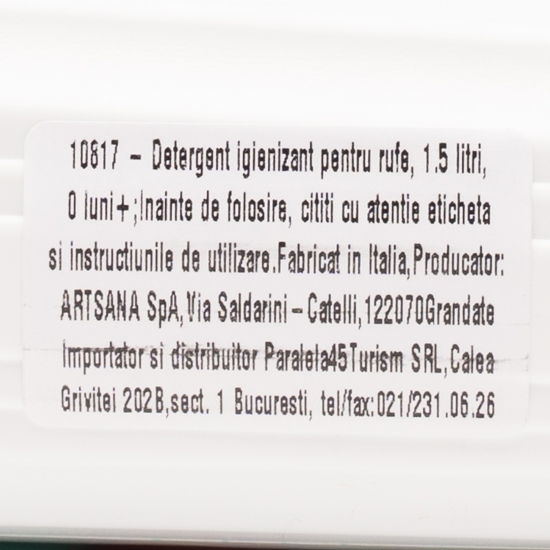 10817 – Detergent igienizant pentru rufe, 1.5 litri,
0 luni+;Inainte de folosire, cititi cu atentie eticheta
si instructiunile de utilizare.Fabricat in Italia,Producator:
ARTSANA SpA,Via Saldarini–Catelli,122070Grandate
Importator si distribuitor Paralela45Turism SRL,Calea
Grivitei 202B,sect. 1 Bucuresti, tel/fax:021/231.06.26